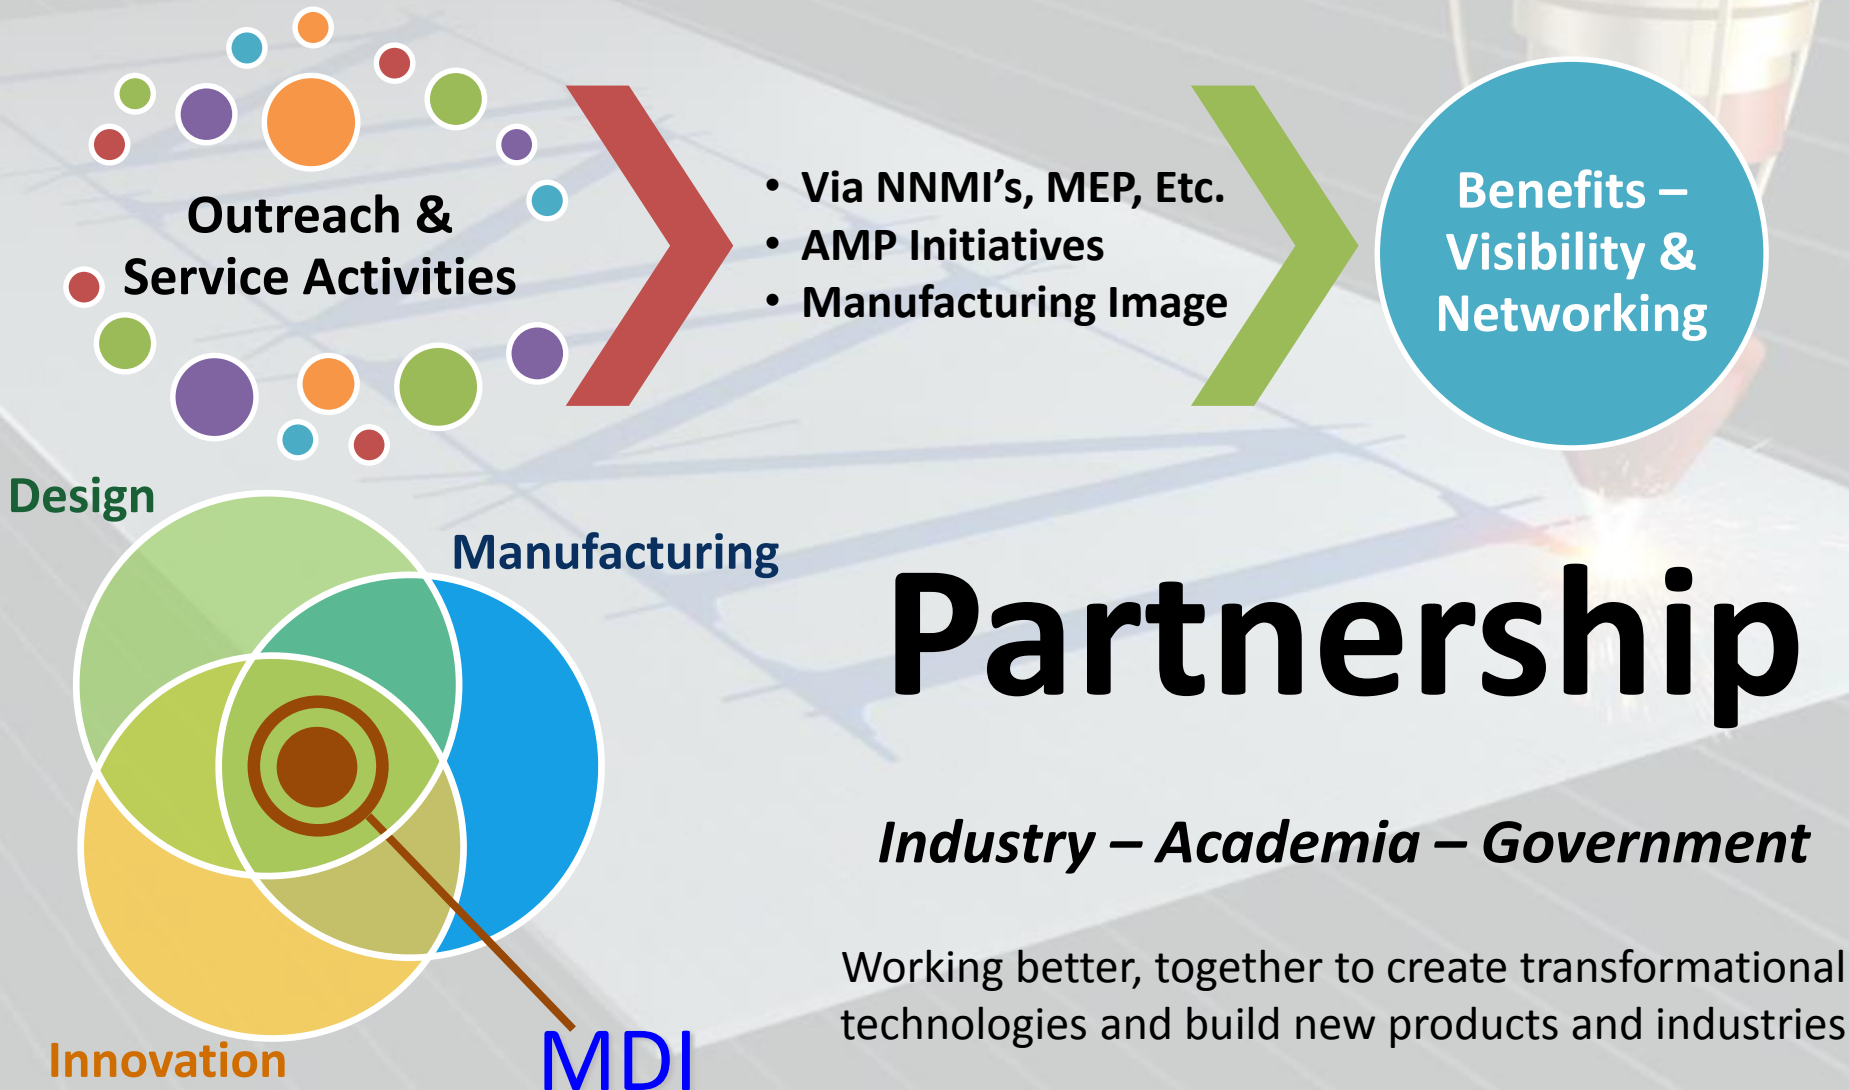 Outreach &
Service Activities
• Via NNMI's, MEP, Etc.
• AMP Initiatives
• Manufacturing Image
Benefits –
Visibility &
Networking
Design
Manufacturing
Innovation
MDI
Partnership
Industry – Academia – Government
Working better, together to create transformational
technologies and build new products and industries